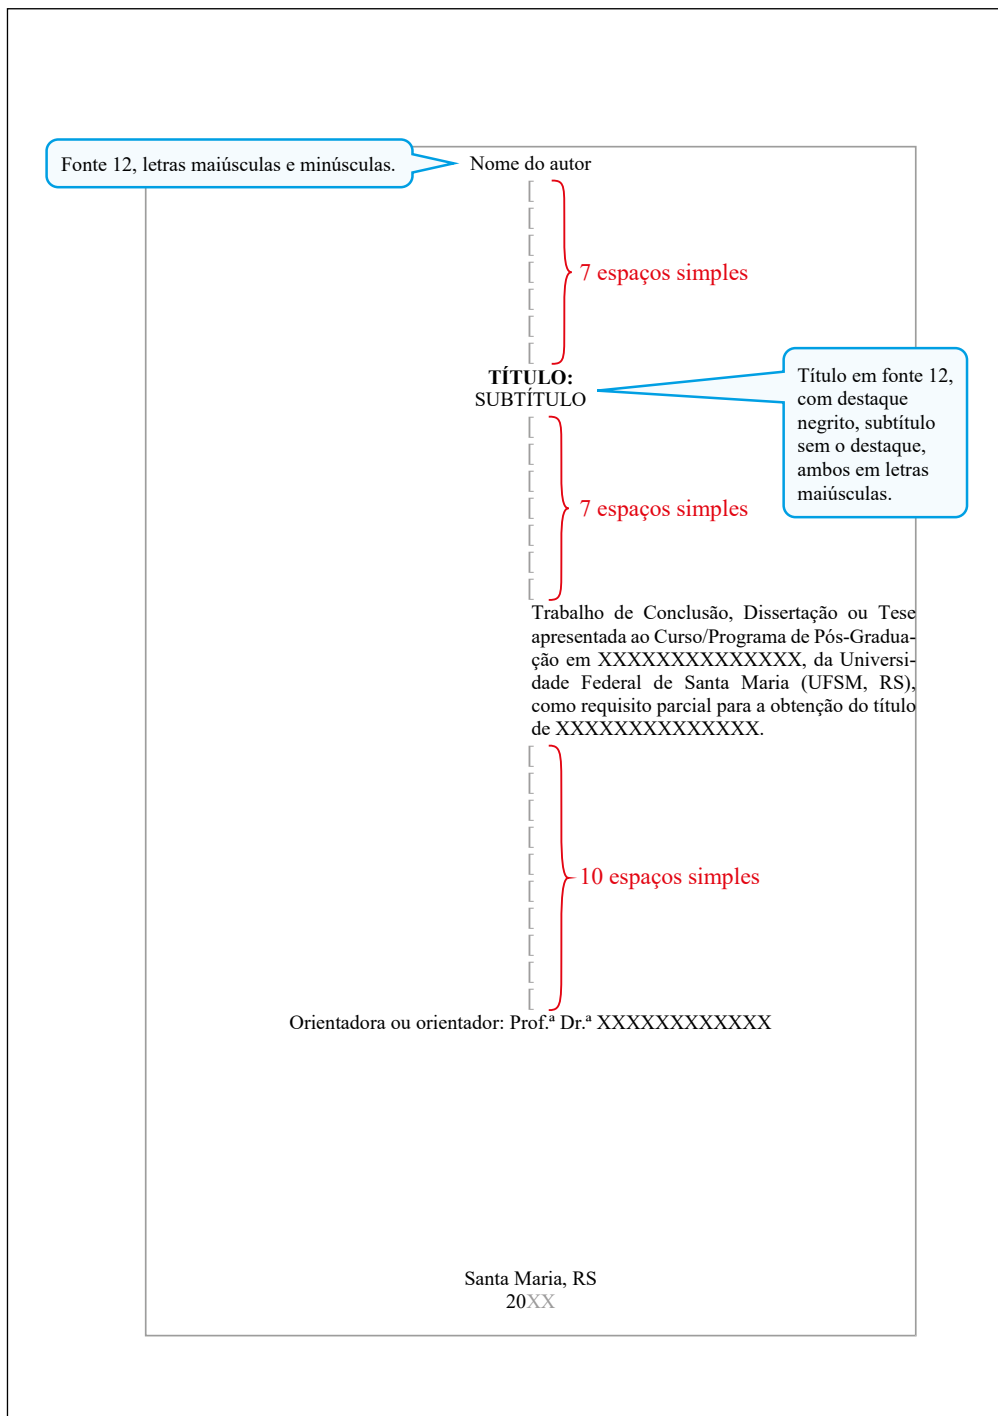 Fonte 12, letras maiúsculas e minúsculas.
Nome do autor
7 espaços simples
TÍTULO:
SUBTÍTULO
Título em fonte 12,
com destaque
negrito, subtítulo
sem o destaque,
ambos em letras
maiúsculas.
7 espaços simples
Trabalho de Conclusão, Dissertação ou Tese
apresentada ao Curso/Programa de Pós-Gradua-
ção em XXXXXXXXXXXXXX, da Universi-
dade Federal de Santa Maria (UFSM, RS),
como requisito parcial para a obtenção do título
de XXXXXXXXXXXXXX.
10 espaços simples
Orientadora ou orientador: Prof.ª Dr.ª XXXXXXXXXXXX
Santa Maria, RS
20XX